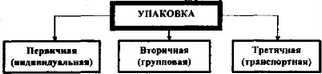 УПАКОВКА
Первичная
(индивидуальная)
Вторичная
(групповая)
Третичная
(транспортная)